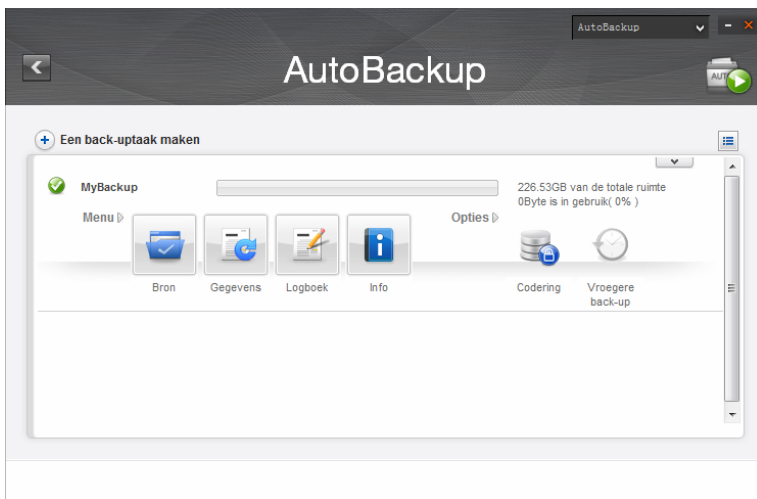 AutoBackup
AutoBackup
AUT
Een back-uptaak maken
MyBackup
226.53GB van de totale ruimte
0Byte is in gebruik( 0% )
Menu
Opties
Bron
Gegevens
Logboek
Info
Codering
Vroegere
back-up